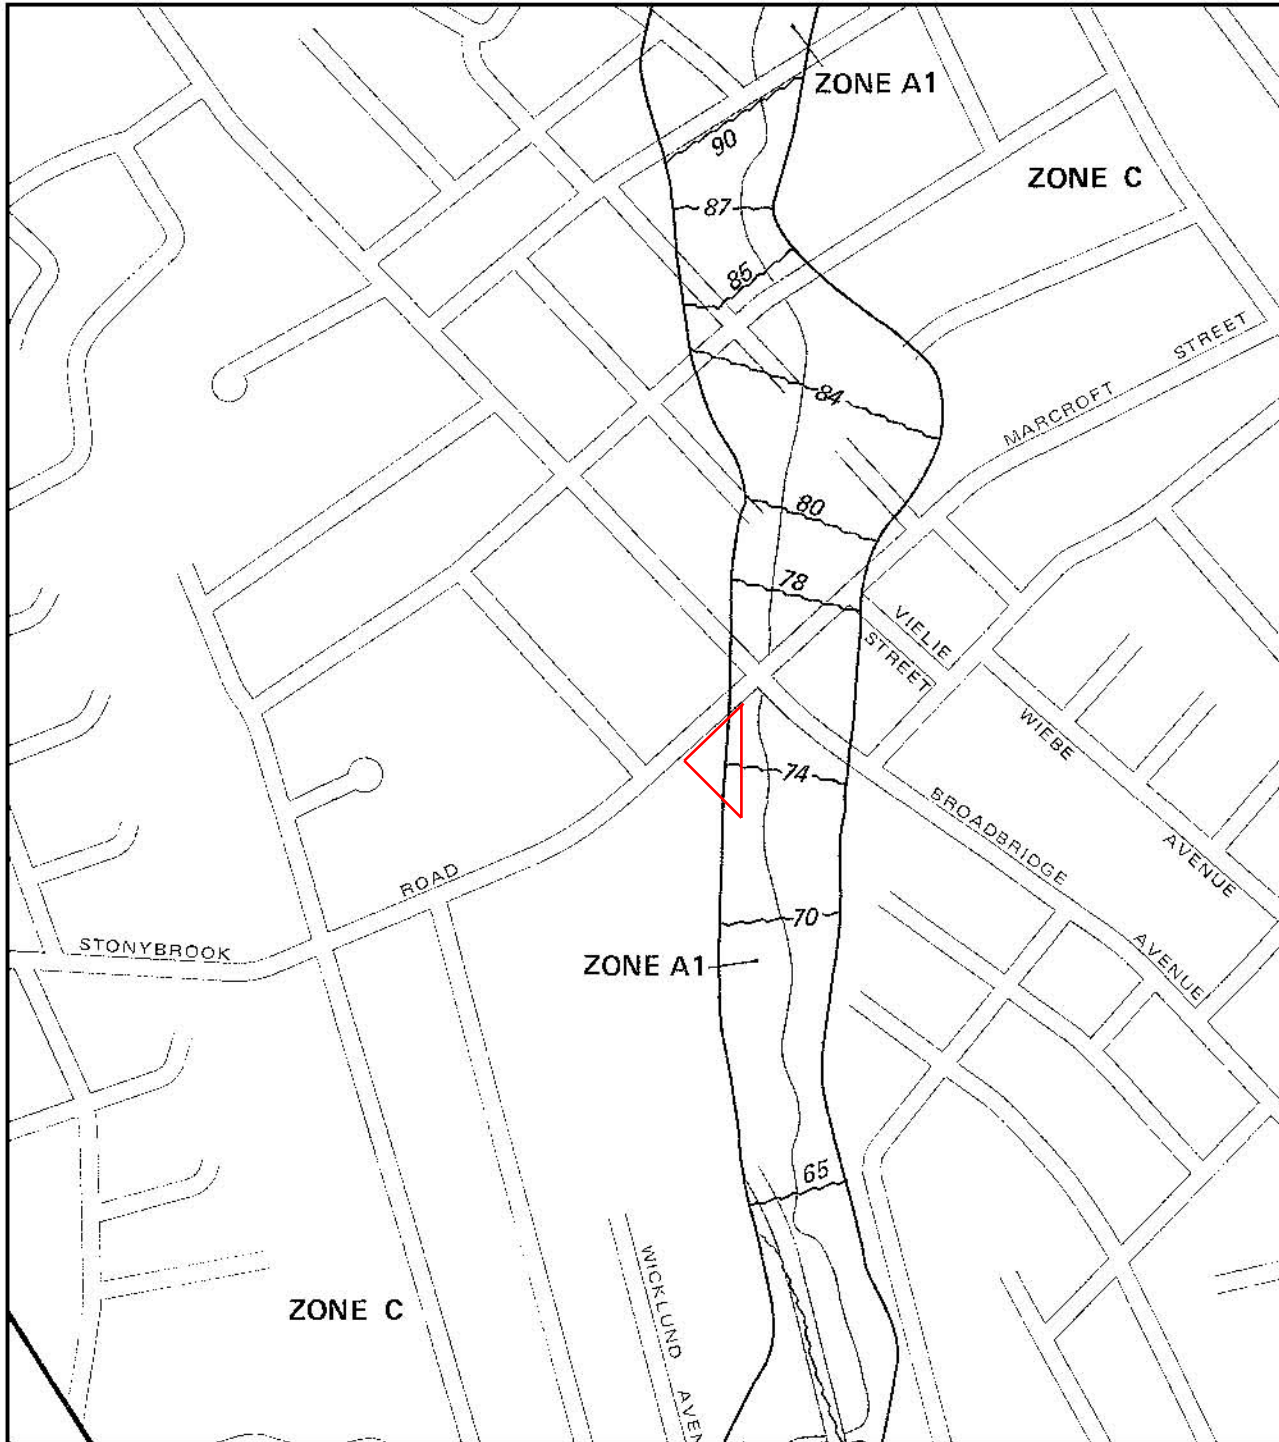 ZONE A1
90
ZONE C
87
85
MARCROFT STREET
84
80
78
VIELIE
STREET
WIEBE AVENUE
74
BROADBRIDGE AVENUE
ROAD
STONYBROOK
70
ZONE A1
65
WICKLUND
ZONE C